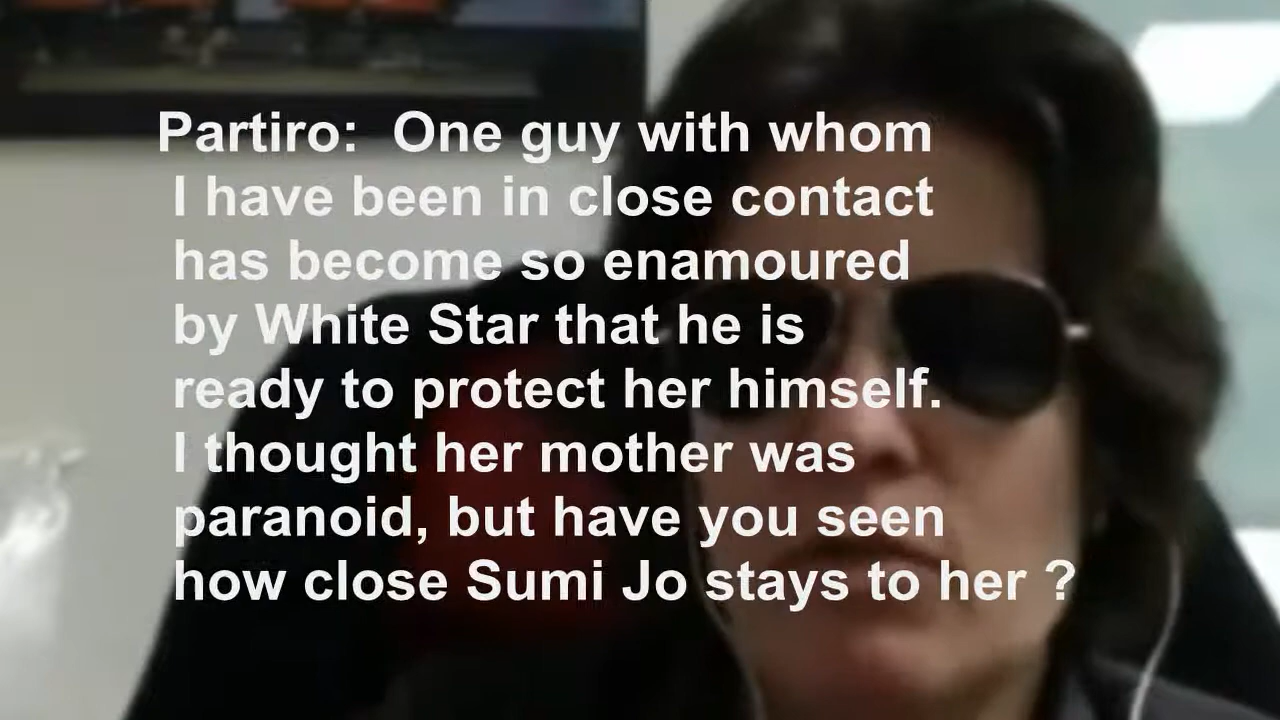 Partiro:  One guy with whom
I have been in close contact
has become so enamoured
by White Star that he is
ready to protect her himself.
I thought her mother was
paranoid, but have you seen
how close Sumi Jo stays to her ?